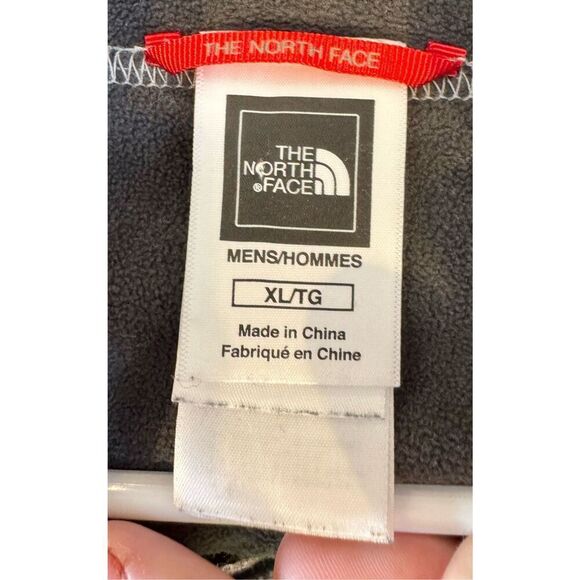 THE NORTH FACE
THE
NORTH
FACE
MENS/HOMMES
XL/TG
Made in China
Fabriqué en Chine